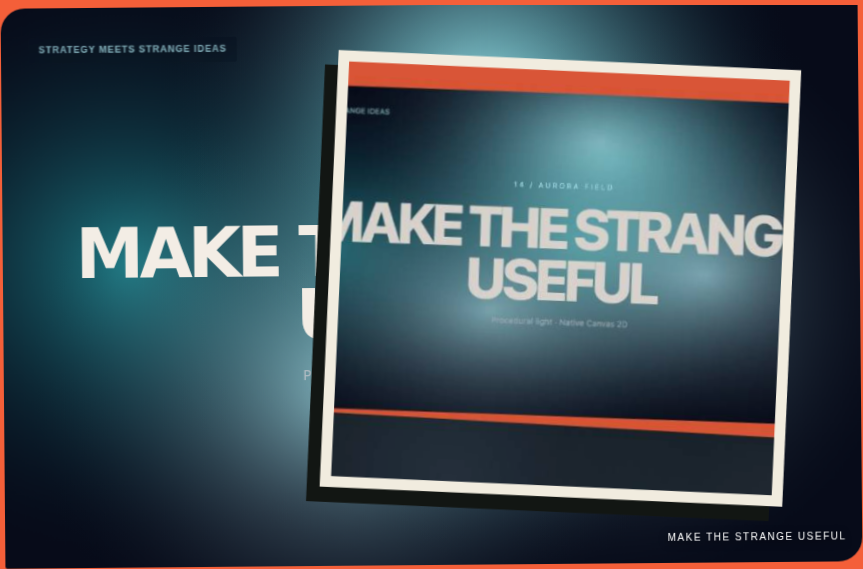 STRATEGY MEETS STRANGE IDEAS
MAKE
ANGE IDEAS
14 / AURORA FIELD
MAKE THE STRANG
USEFUL
Procedural light · Native Canvas 2D
MAKE THE STRANGE USEFUL